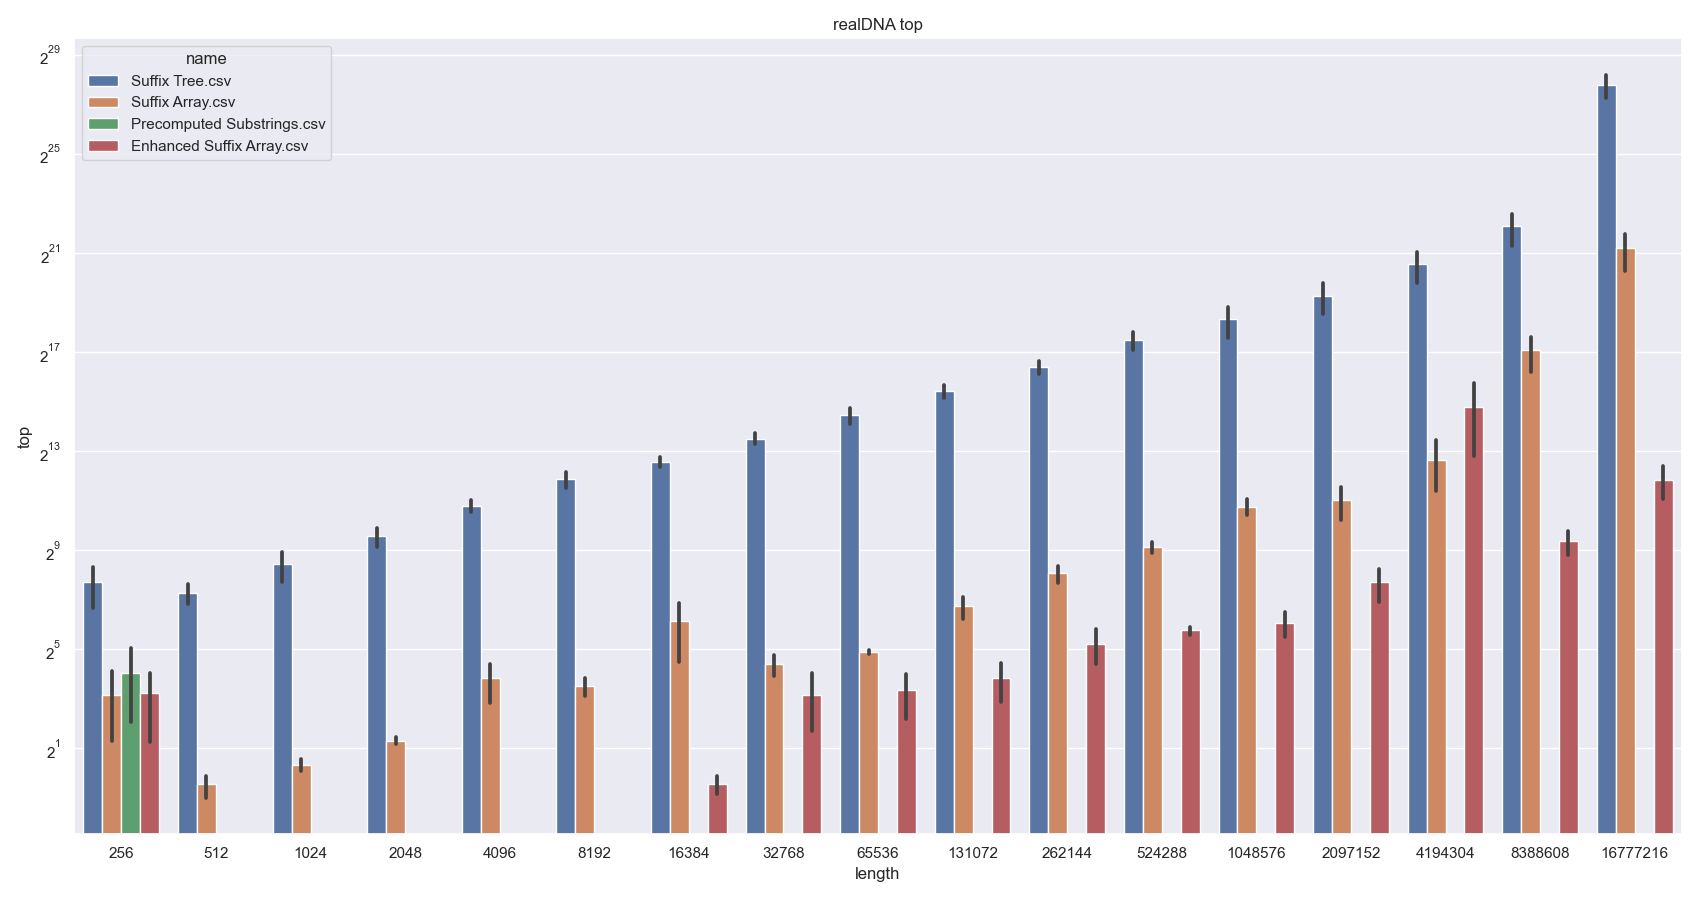 realDNA top
name
Suffix Tree.csv
Suffix Array.csv
Precomputed Substrings.csv
Enhanced Suffix Array.csv
2^29
2^25
2^21
2^17
2^13
2^9
2^5
2^1
top
256 512 1024 2048 4096 8192 16384 32768 65536 131072 262144 524288 1048576 2097152 4194304 8388608 16777216
length